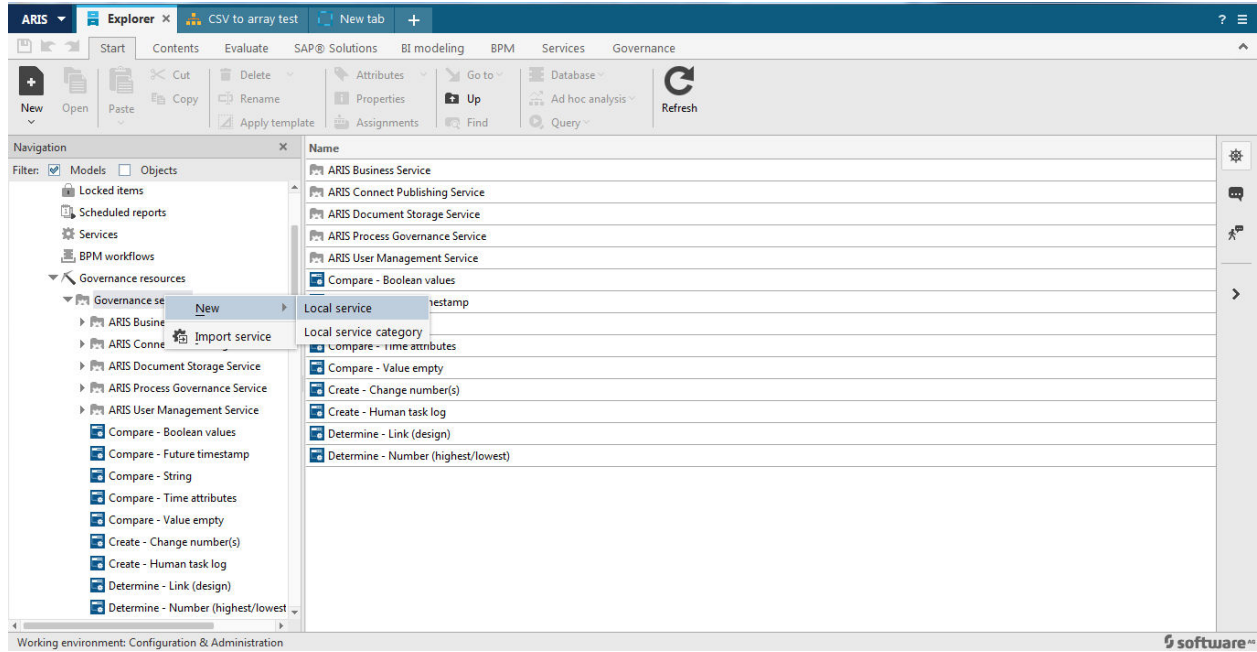 ARIS Explorer × CSV to array test New tab + ?
Start Contents Evaluate SAP® Solutions BI modeling BPM Services Governance
New Open Paste Cut Copy Delete Rename Apply template Attributes Properties Assignments Go to Up Find Database Ad hoc analysis Query Refresh
Navigation × Name
Filter: Models Objects ARIS Business Service
Locked items ARIS Connect Publishing Service
Scheduled reports ARIS Document Storage Service
Services ARIS Process Governance Service
BPM workflows ARIS User Management Service
Governance resources Compare - Boolean values
Governance se New Local service estamp
ARIS Busine
ARIS Conne Import service Local service category Compare - Time attributes
ARIS Document Storage Service Compare - Value empty
ARIS Process Governance Service Create - Change number(s)
ARIS User Management Service Create - Human task log
Compare - Boolean values Determine - Link (design)
Compare - Future timestamp Determine - Number (highest/lowest)
Compare - String
Compare - Time attributes
Compare - Value empty
Create - Change number(s)
Create - Human task log
Determine - Link (design)
Determine - Number (highest/lowest
Working environment: Configuration & Administration software AG